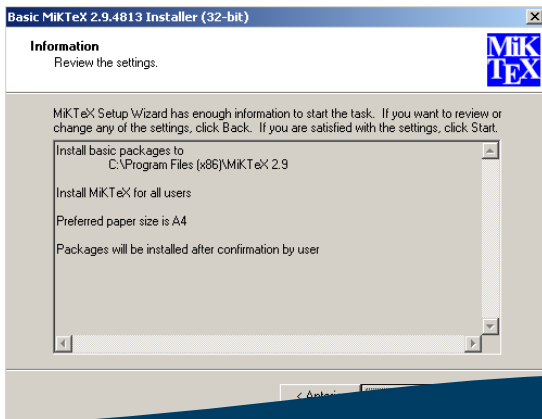 Basic MiKTeX 2.9.4813 Installer (32-bit)
Information
Review the settings.
MiK
TEX
MiKTeX Setup Wizard has enough information to start the task. If you want to review or
change any of the settings, click Back. If you are satisfied with the settings, click Start.
Install basic packages to
C:\Program Files (x86)\MiKTeX 2.9
Install MiKTeX for all users
Preferred paper size is A4
Packages will be installed after confirmation by user